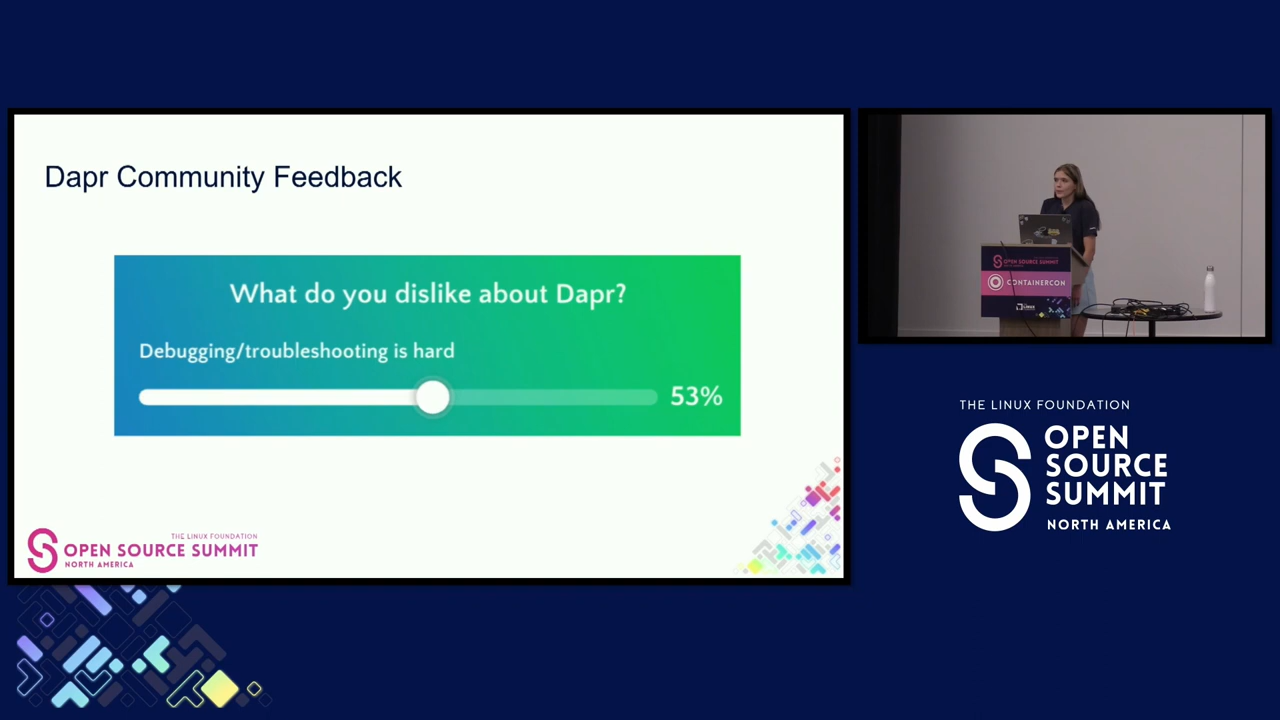 Dapr Community Feedback
What do you dislike about Dapr?
Debugging/troubleshooting is hard
53%
THE LINUX FOUNDATION
OPEN SOURCE SUMMIT
NORTH AMERICA
OPEN SOURCE SUMMIT
CONTAINERCON
THE LINUX FOUNDATION
OPEN
SOURCE
SUMMIT
NORTH AMERICA